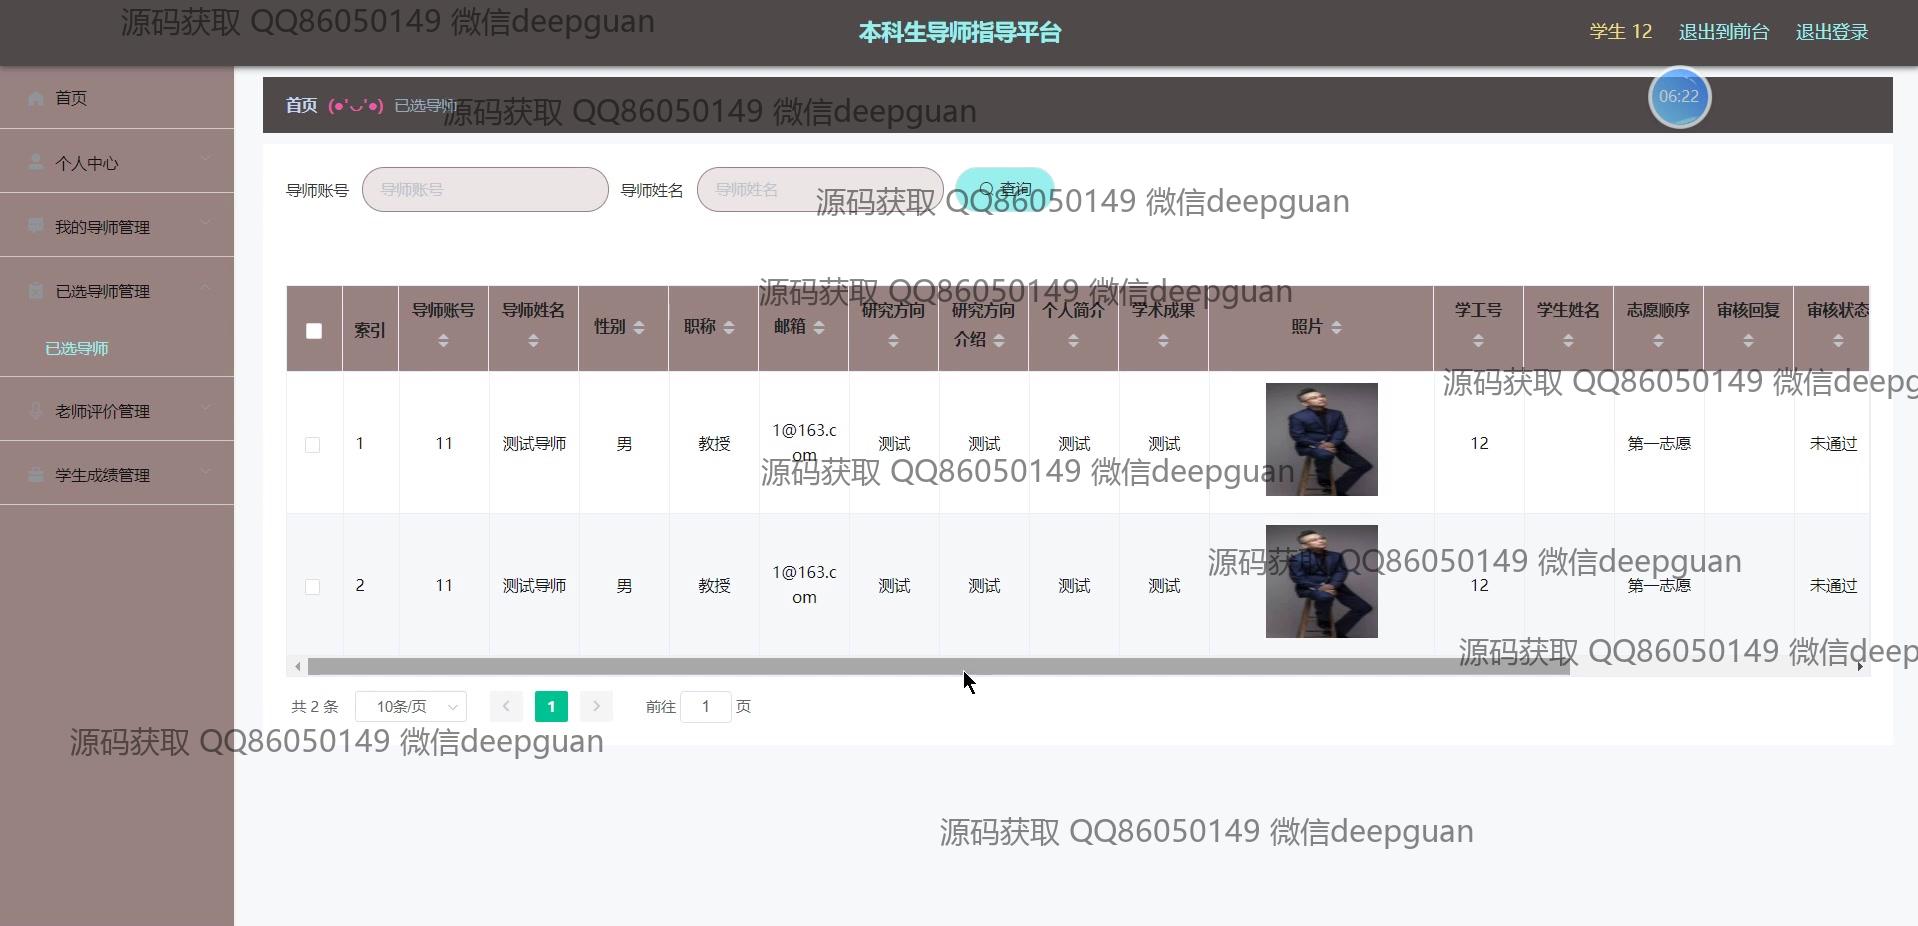 源码获取 QQ86050149 微信deepguan
本科生导师指导平台
学生 12 退出到前台 退出登录
首页
个人中心
我的导师管理
已选导师管理
已选导师
老师评价管理
学生成绩管理
首页 (●'◡'●) 已选导师
源码获取 QQ86050149 微信deepguan
06:22
导师账号 导师账号 导师姓名 导师姓名 查询
源码获取 QQ86050149 微信deepguan
源码获取 QQ86050149 微信deepguan
索引 导师账号 导师姓名 性别 职称 邮箱 研究方向 研究方向介绍 个人简介 学术成果 照片 学工号 学生姓名 志愿顺序 审核回复 审核状态
源码获取 QQ86050149 微信deepg
1 11 测试导师 男 教授 1@163.com 测试 测试 测试 测试 12 第一志愿 未通过
源码获取 QQ86050149 微信deepguan
源码获取 QQ86050149 微信deepguan
2 11 测试导师 男 教授 1@163.com 测试 测试 测试 测试 12 第一志愿 未通过
源码获取 QQ86050149 微信deep
共 2 条 10条/页 1 前往 1 页
源码获取 QQ86050149 微信deepguan
源码获取 QQ86050149 微信deepguan